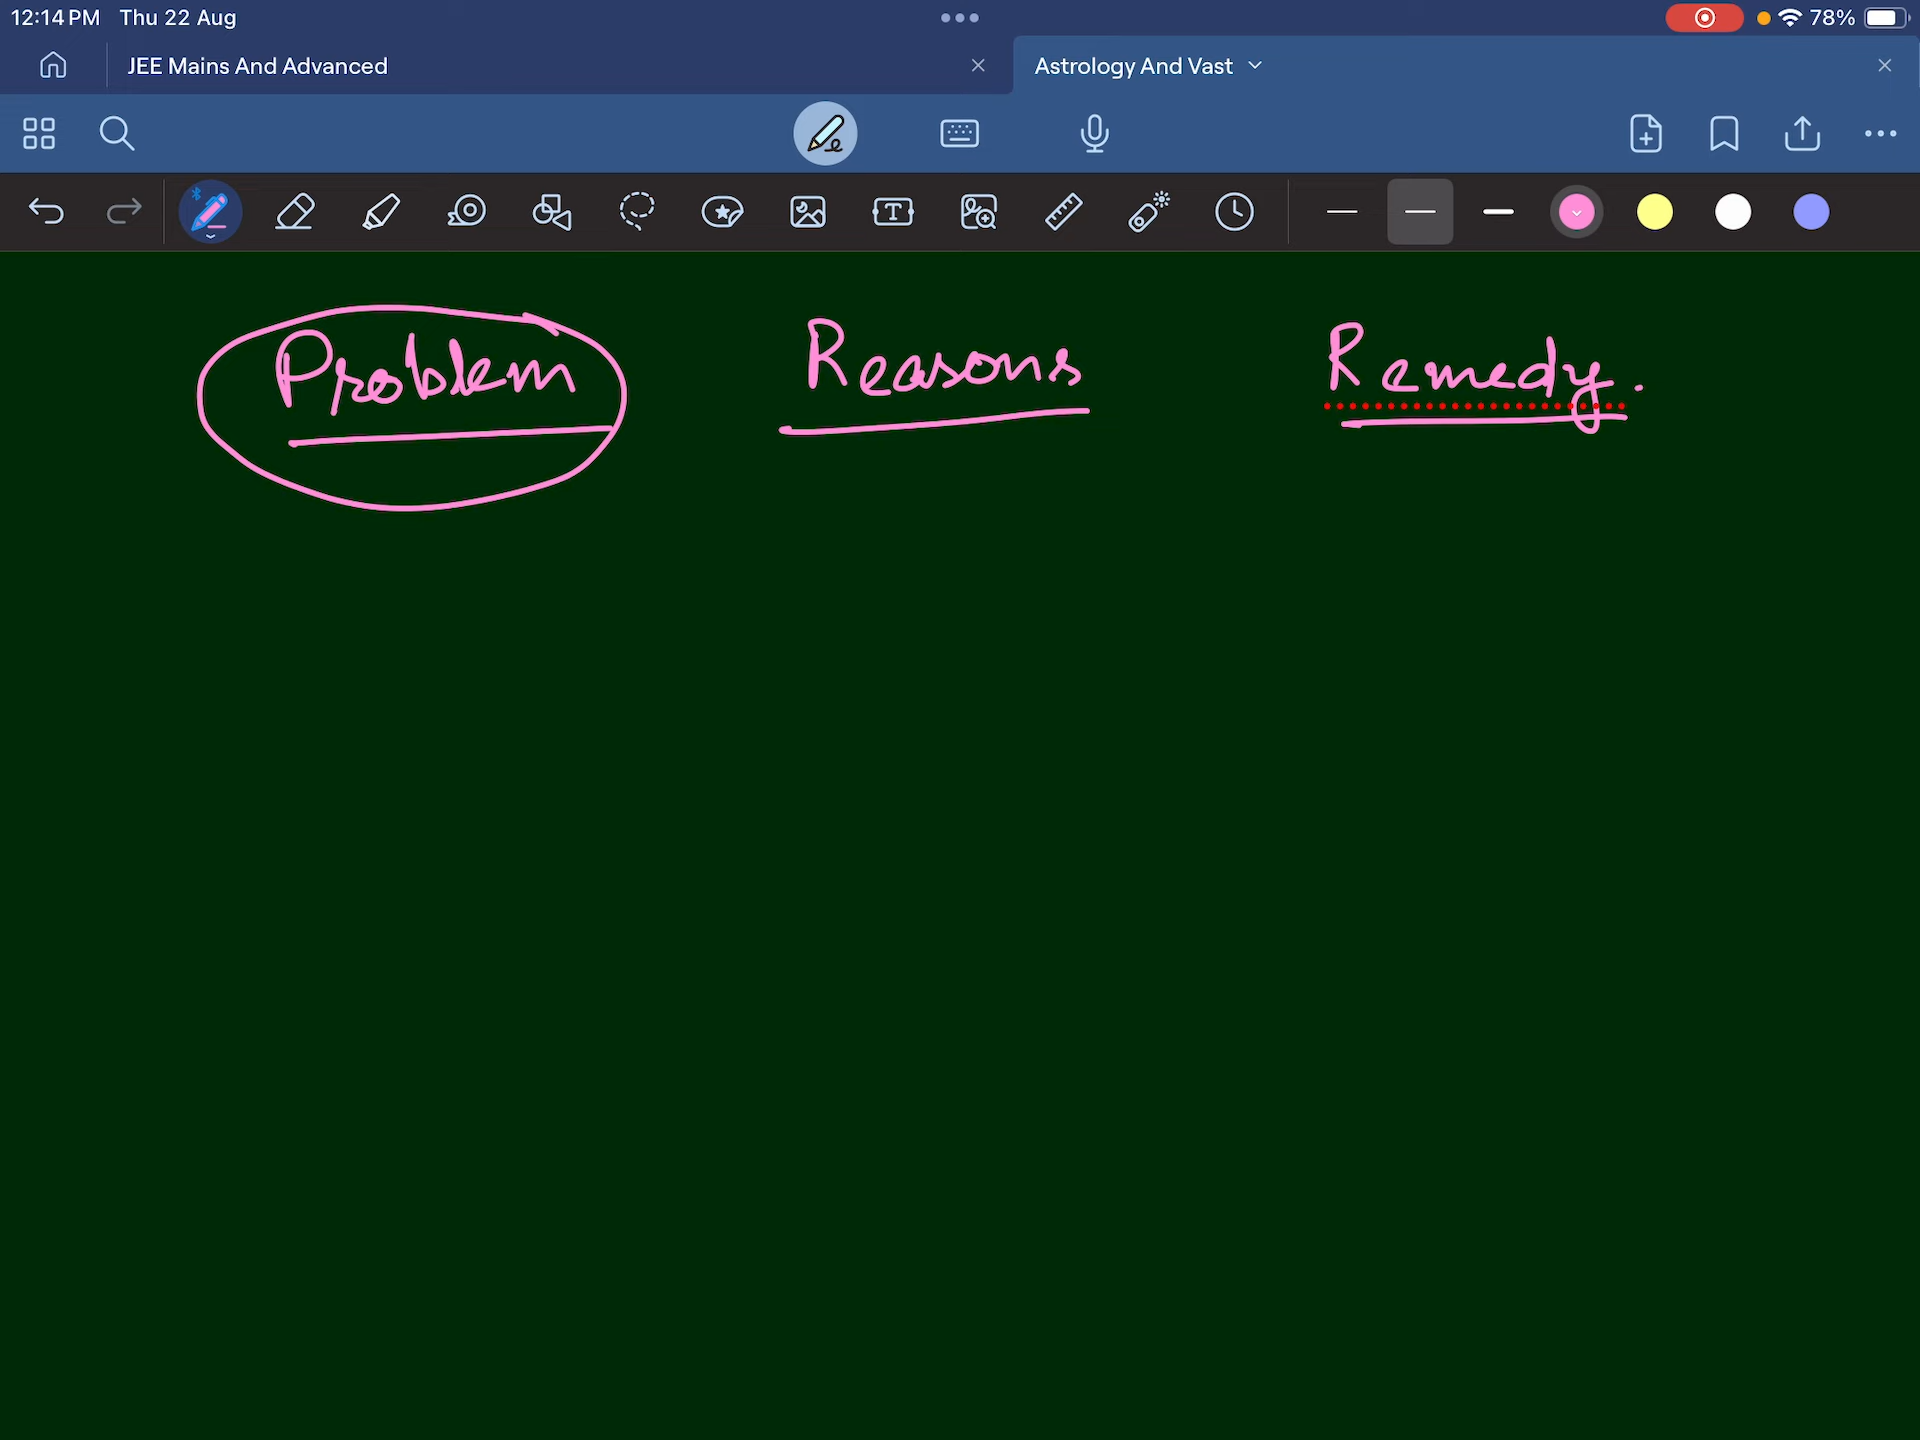 12:14 PM Thu 22 Aug 78%
JEE Mains And Advanced Astrology And Vast
Problem Reasons Remedy.